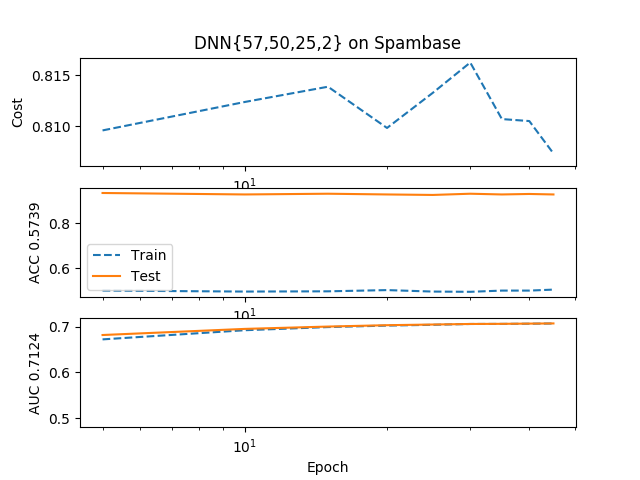 DNN{57,50,25,2} on Spambase
0.815
0.810
Cost
10¹
0.8
0.6
ACC 0.5739
Train
Test
10¹
0.7
0.6
0.5
AUC 0.7124
10¹
Epoch